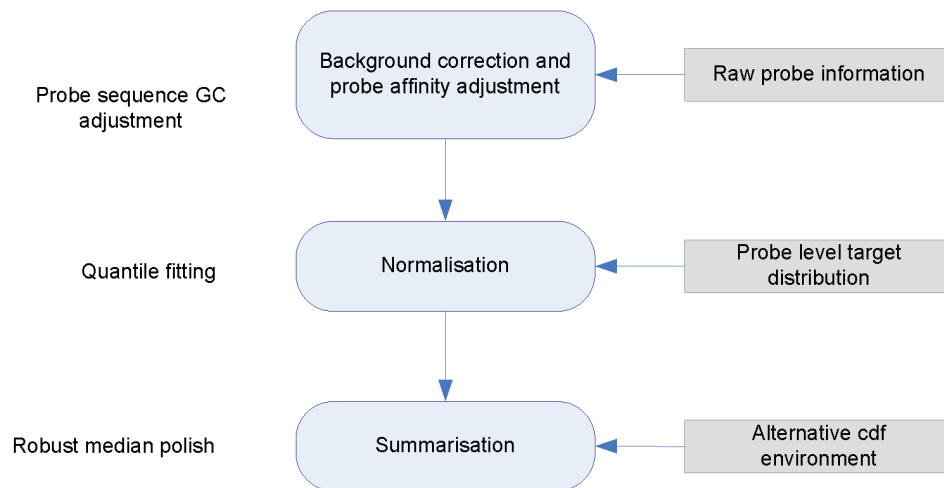 Probe sequence GC
adjustment
Background correction and
probe affinity adjustment
Raw probe information
Quantile fitting
Normalisation
Probe level target
distribution
Robust median polish
Summarisation
Alternative cdf
environment